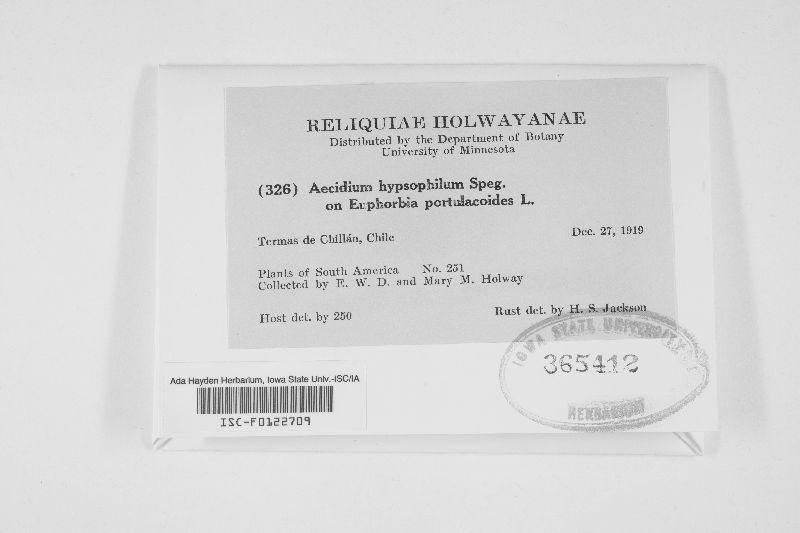 RELIQUIAE HOLWAYANAE
Distributed by the Department of Botany
University of Minnesota
(326) Aecidium hypsophilum Speg.
on Euphorbia portulacoides L.
Termas de Chillán, Chile
Dec. 27, 1919
Plants of South America No. 251
Collected by E. W. D. and Mary M. Holway
Host det. by 250
Rust det. by H. S. Jackson
IOWA STATE UNIVERSITY
365412
HERBARIUM
Ada Hayden Herbarium, Iowa State Univ.-ISC/IA
ISC-F0122709